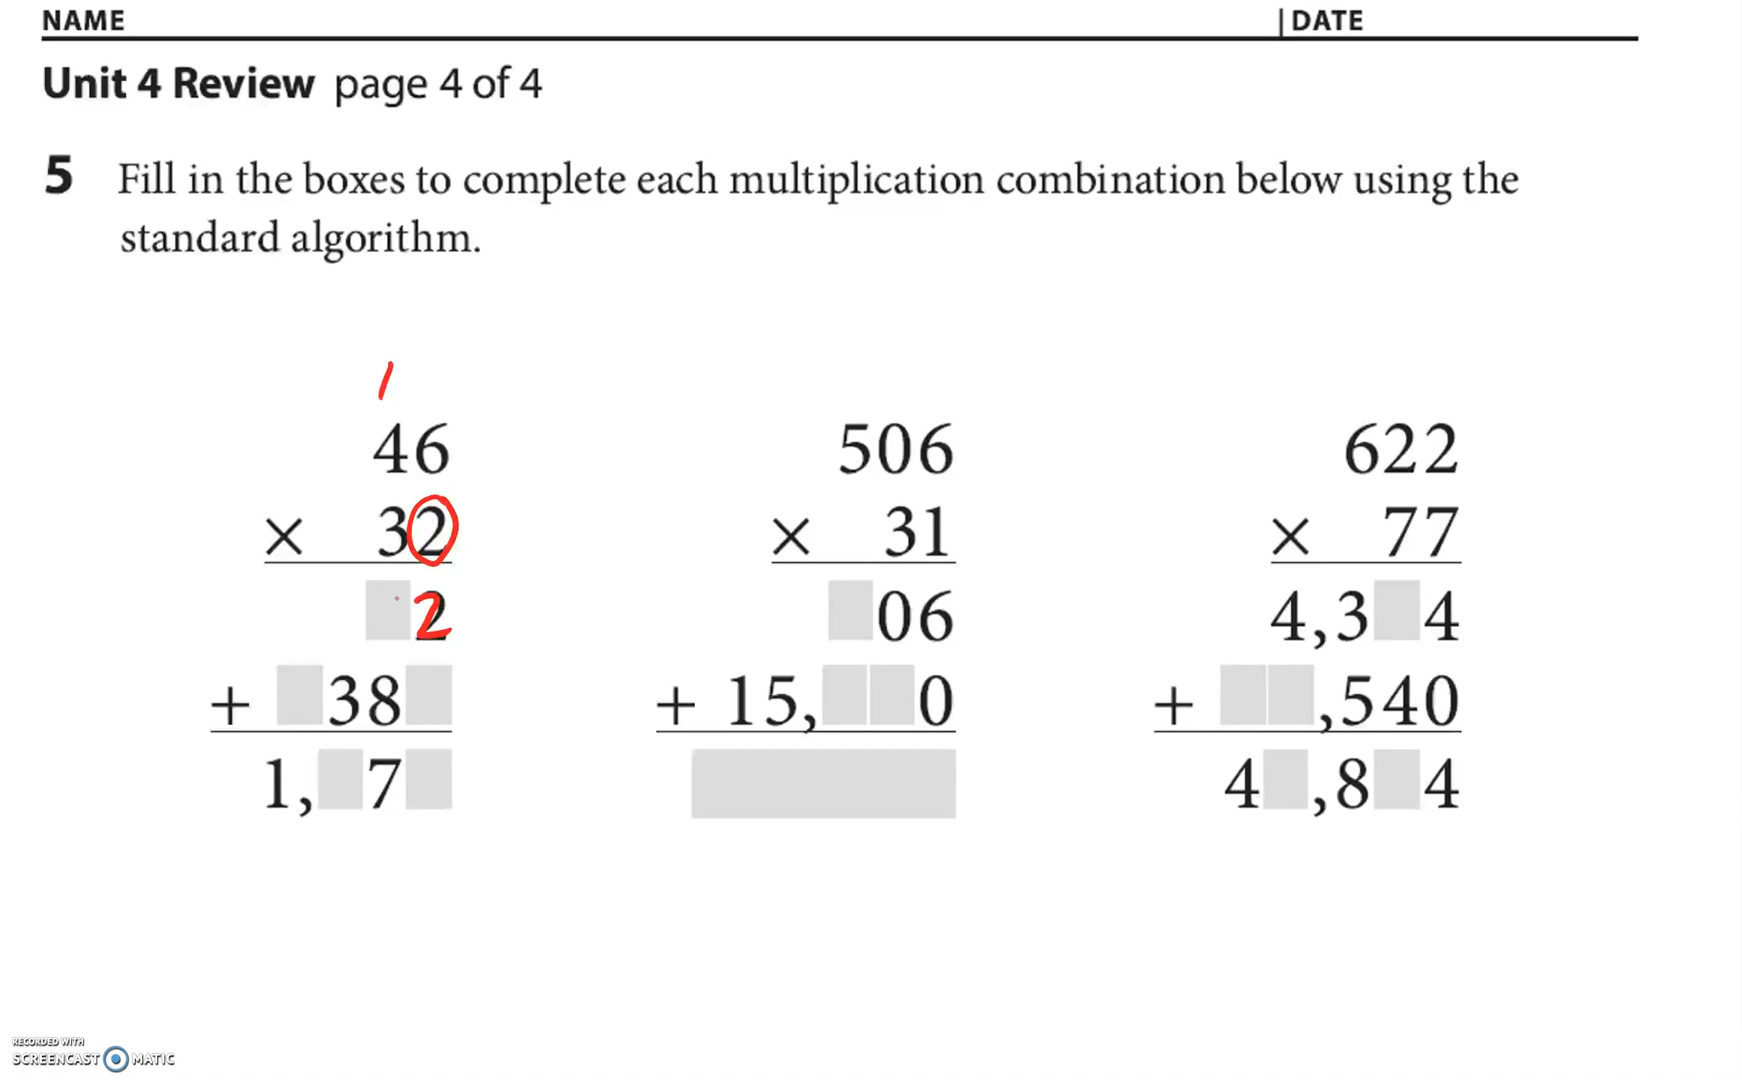 NAME |DATE
Unit 4 Review page 4 of 4
5 Fill in the boxes to complete each multiplication combination below using the
standard algorithm.
1
46 506 622
× 32 × 31 × 77
2 06 4,3 4
+ 38 + 15, 0 + ,540
1, 7 4 ,8 4
RECORDED WITH
SCREENCAST MATIC